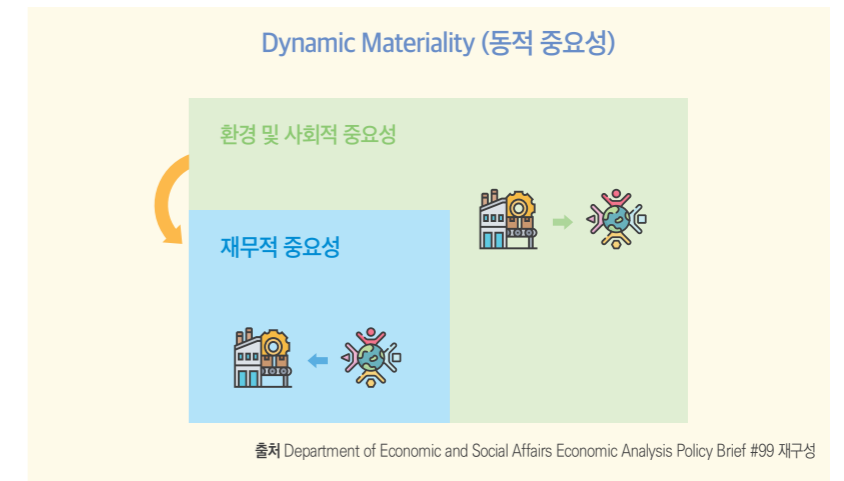 Dynamic Materiality (동적 중요성)
환경 및 사회적 중요성
재무적 중요성
출처 Department of Economic and Social Affairs Economic Analysis Policy Brief #99 재구성